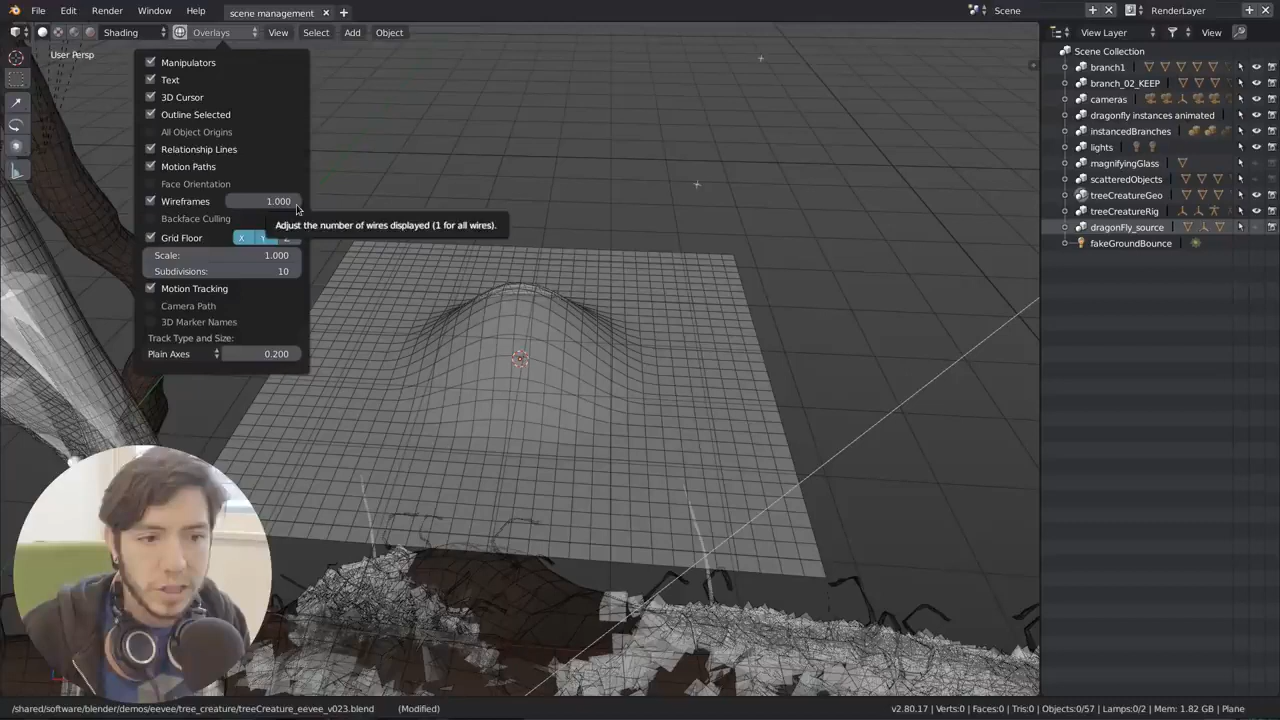 File Edit Render Window Help scene management Scene RenderLayer
Shading Overlays View Select Add Object View Layer View
User Persp
Manipulators
Text
3D Cursor
Outline Selected
All Object Origins
Relationship Lines
Motion Paths
Face Orientation
Wireframes 1.000
Backface Culling
Adjust the number of wires displayed (1 for all wires).
Grid Floor X Y
Scale: 1.000
Subdivisions: 10
Motion Tracking
Camera Path
3D Marker Names
Track Type and Size:
Plain Axes 0.200
Scene Collection
branch1
branch_02_KEEP
cameras
dragonfly instances animated
instancedBranches
lights
magnifyingGlass
scatteredObjects
treeCreatureGeo
treeCreatureRig
dragonFly_source
fakeGroundBounce
/shared/software/blender/demos/eevee/tree_creature/treeCreature_eevee_v023.blend (Modified) v2.80.17 | Verts:0 | Faces:0 | Tris:0 | Objects:0/57 | Lamps:0/2 | Mem: 1.82 GB | Plane